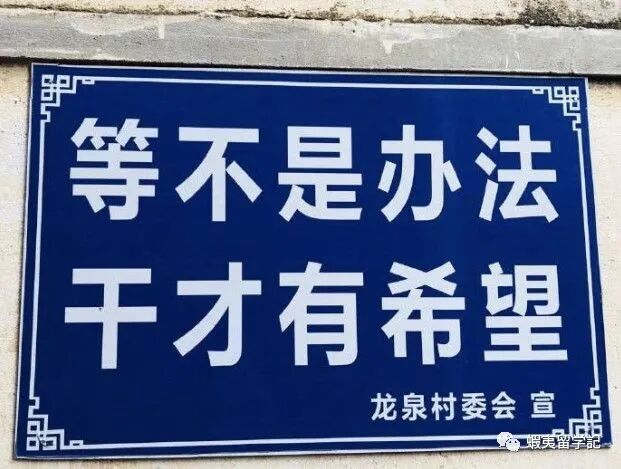 等不是办法
干才有希望
龙泉村委会 宣
蝦夷留学記